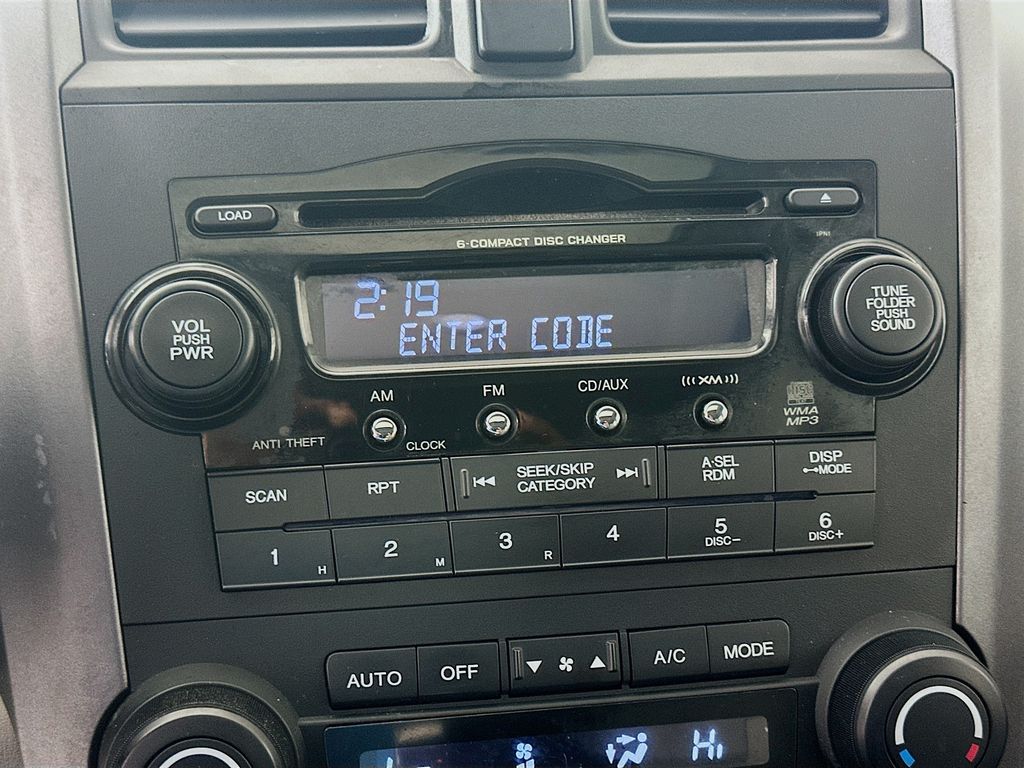 LOAD
6-COMPACT DISC CHANGER
VOL
PUSH
PWR
2:19
ENTER CODE
TUNE
FOLDER
PUSH
SOUND
AM
FM
CD/AUX
(((XM)))
WMA
MP3
ANTI THEFT
CLOCK
SCAN
RPT
SEEK/SKIP
CATEGORY
A·SEL
RDM
DISP
MODE
1 H
2 M
3 R
4
5
DISC−
6
DISC+
AUTO
OFF
A/C
MODE
Hi